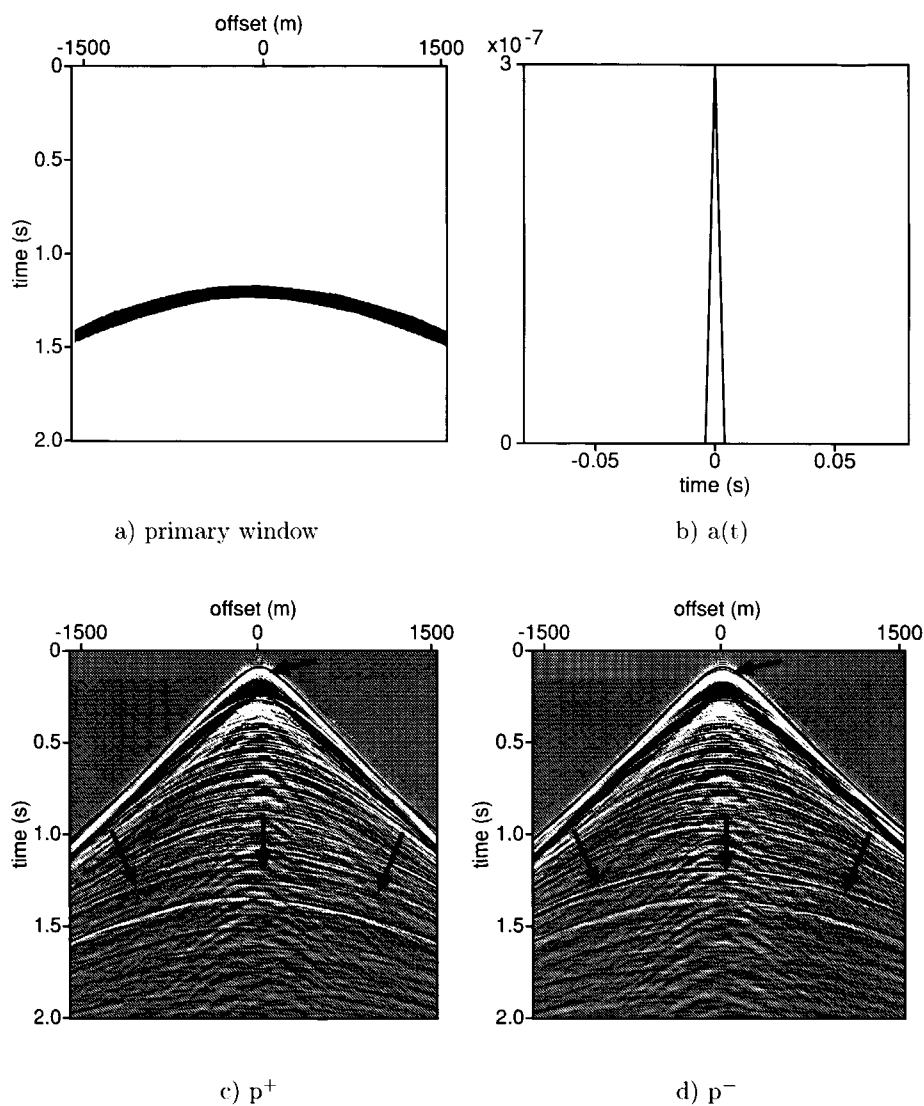 offset (m)
-1500 0 1500
0
0.5
1.0
1.5
2.0
time (s)
a) primary window
x10-7
3
0
-0.05 0 0.05
time (s)
b) a(t)
offset (m)
-1500 0 1500
0
0.5
1.0
1.5
2.0
time (s)
c) p+
offset (m)
-1500 0 1500
0
0.5
1.0
1.5
2.0
time (s)
d) p−